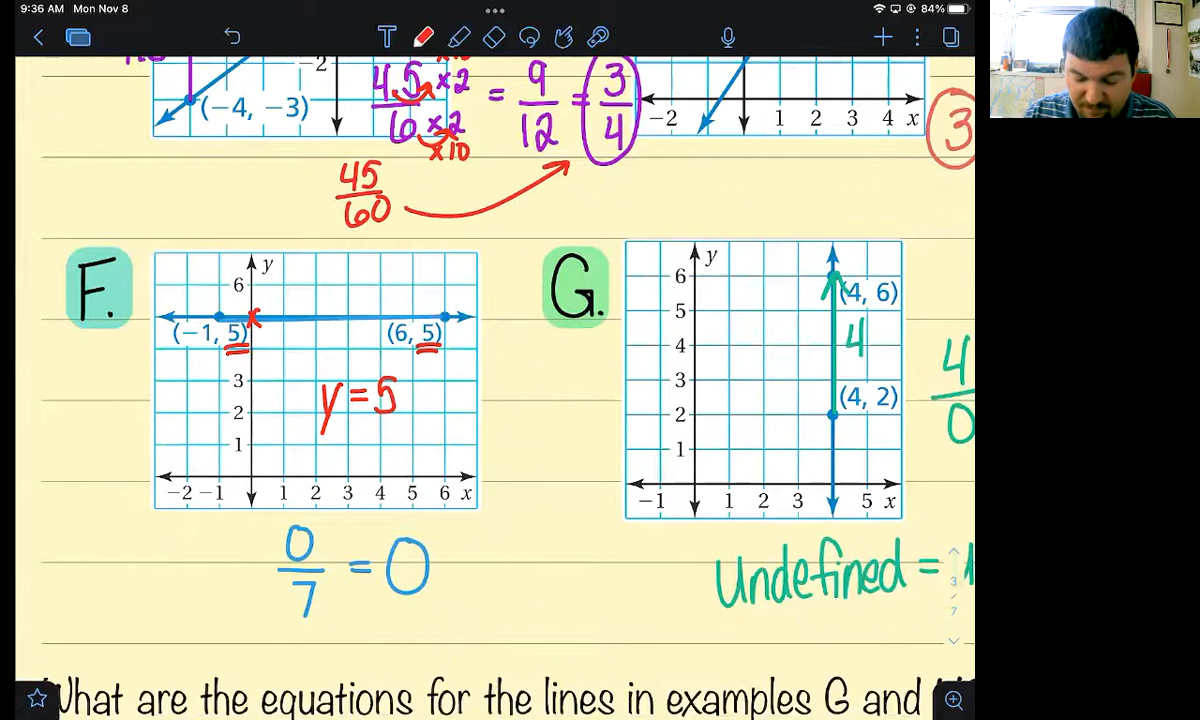 9:36 AM Mon Nov 8
84%
T
-2
(-4, -3)
4.5 ×2
6 ×2
×10
= 9/12 = 3/4
-2 1 2 3 4 x
3
45
60
F.
y
6
(-1, 5)
(6, 5)
3
y = 5
2
1
-2 -1 1 2 3 4 5 6 x
0/7 = 0
G.
y
6
(4, 6)
5
4
4
3
(4, 2)
2
1
-1 1 2 3 5 x
4
0
Undefined =
3
/
7
What are the equations for the lines in examples G and